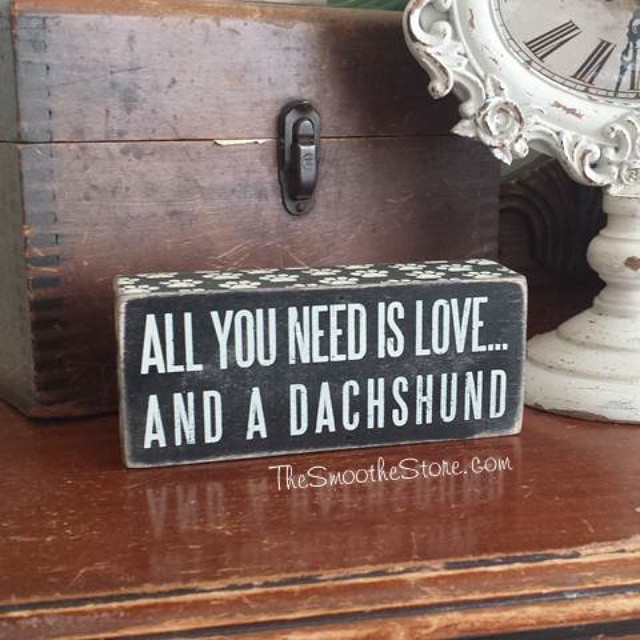 ALL YOU NEED IS LOVE...
AND A DACHSHUND
TheSmootheStore.com